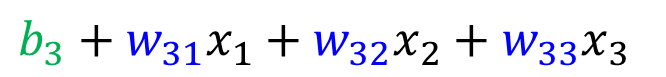 b₃ + w₃₁x₁ + w₃₂x₂ + w₃₃x₃